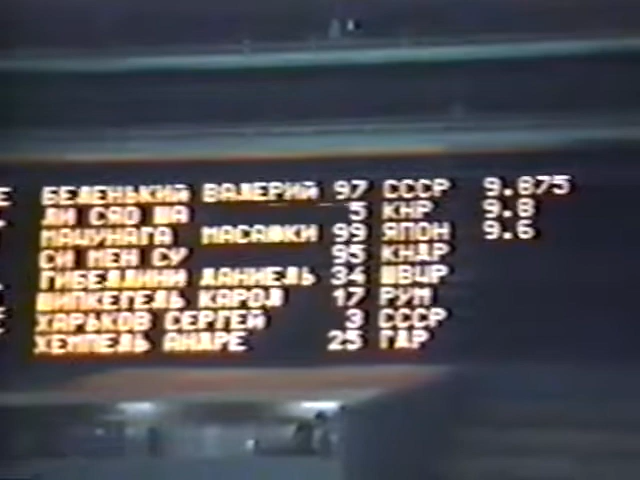 БЕЛЕНЬКИЙ ВАЛЕРИЙ 97 СССР 9.875
ЛИ СЯО ША 5 КНР 9.8
МАЦУНАГА МАСАЮКИ 99 ЯПОН 9.6
СИ МЕН СУ 95 КНДР
ГИБЕЛЛИНИ ДАНИЕЛЬ 34 ШВЦР
ШИПКЕГЕЛЬ КАРОЛ 17 РУМ
ХАРЬКОВ СЕРГЕЙ 3 СССР
ХЕМПЕЛЬ АНДРЕ 25 ГДР